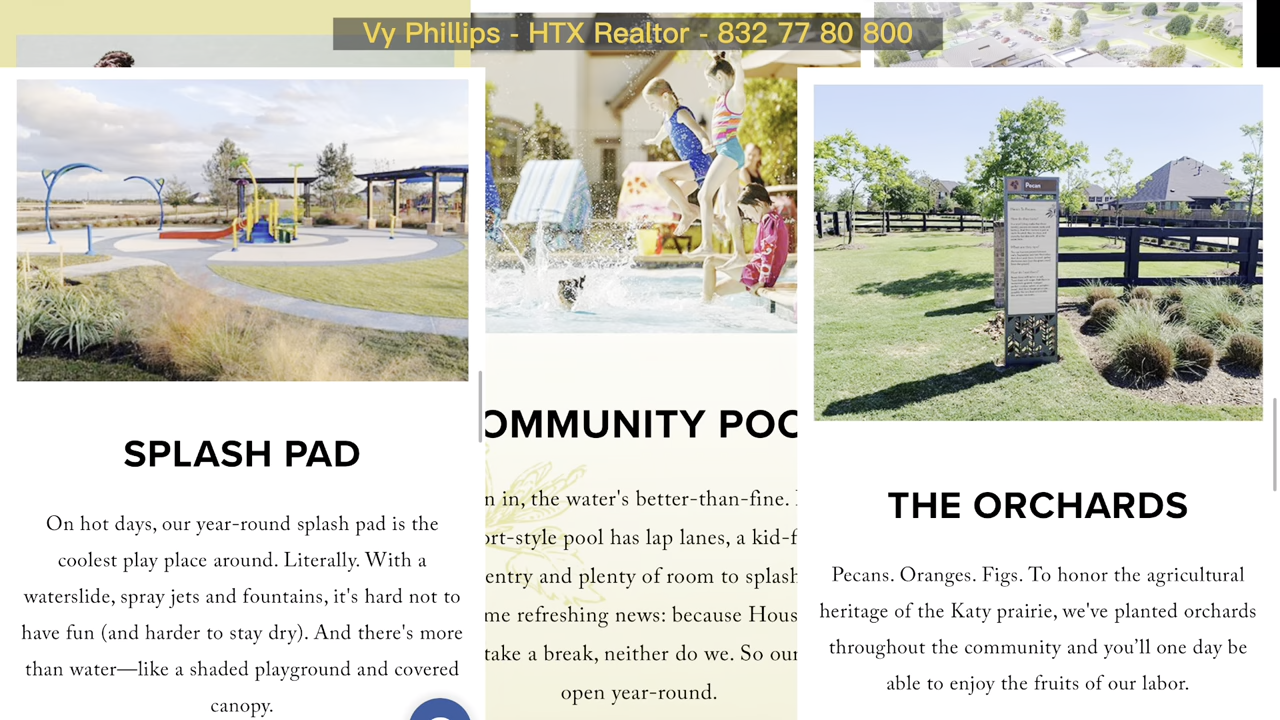 Vy Phillips - HTX Realtor - 832 77 80 800
SPLASH PAD
On hot days, our year-round splash pad is the
coolest play place around. Literally. With a
waterslide, spray jets and fountains, it's hard not to
have fun (and harder to stay dry). And there's more
than water—like a shaded playground and covered
canopy.
OMMUNITY POO
n in, the water's better-than-fine.
ort-style pool has lap lanes, a kid-f
entry and plenty of room to splash
me refreshing news: because Hous
take a break, neither do we. So our
open year-round.
Pecan
THE ORCHARDS
Pecans. Oranges. Figs. To honor the agricultural
heritage of the Katy prairie, we've planted orchards
throughout the community and you’ll one day be
able to enjoy the fruits of our labor.